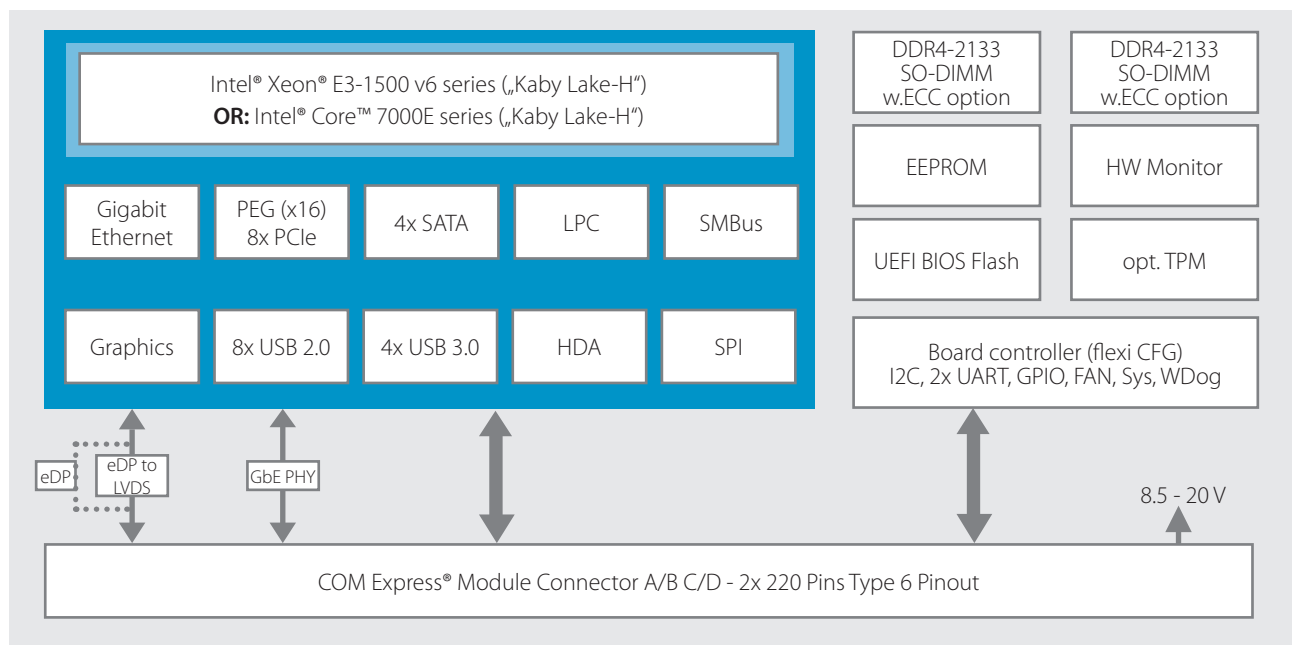 Intel® Xeon® E3-1500 v6 series („Kaby Lake-H“)
OR: Intel® Core™ 7000E series („Kaby Lake-H“)
DDR4-2133
SO-DIMM
w.ECC option
DDR4-2133
SO-DIMM
w.ECC option
EEPROM
HW Monitor
Gigabit
Ethernet
PEG (x16)
8x PCIe
4x SATA
LPC
SMBus
UEFI BIOS Flash
opt. TPM
Graphics
8x USB 2.0
4x USB 3.0
HDA
SPI
Board controller (flexi CFG)
I2C, 2x UART, GPIO, FAN, Sys, WDog
eDP
eDP to
LVDS
GbE PHY
8.5 - 20 V
COM Express® Module Connector A/B C/D - 2x 220 Pins Type 6 Pinout